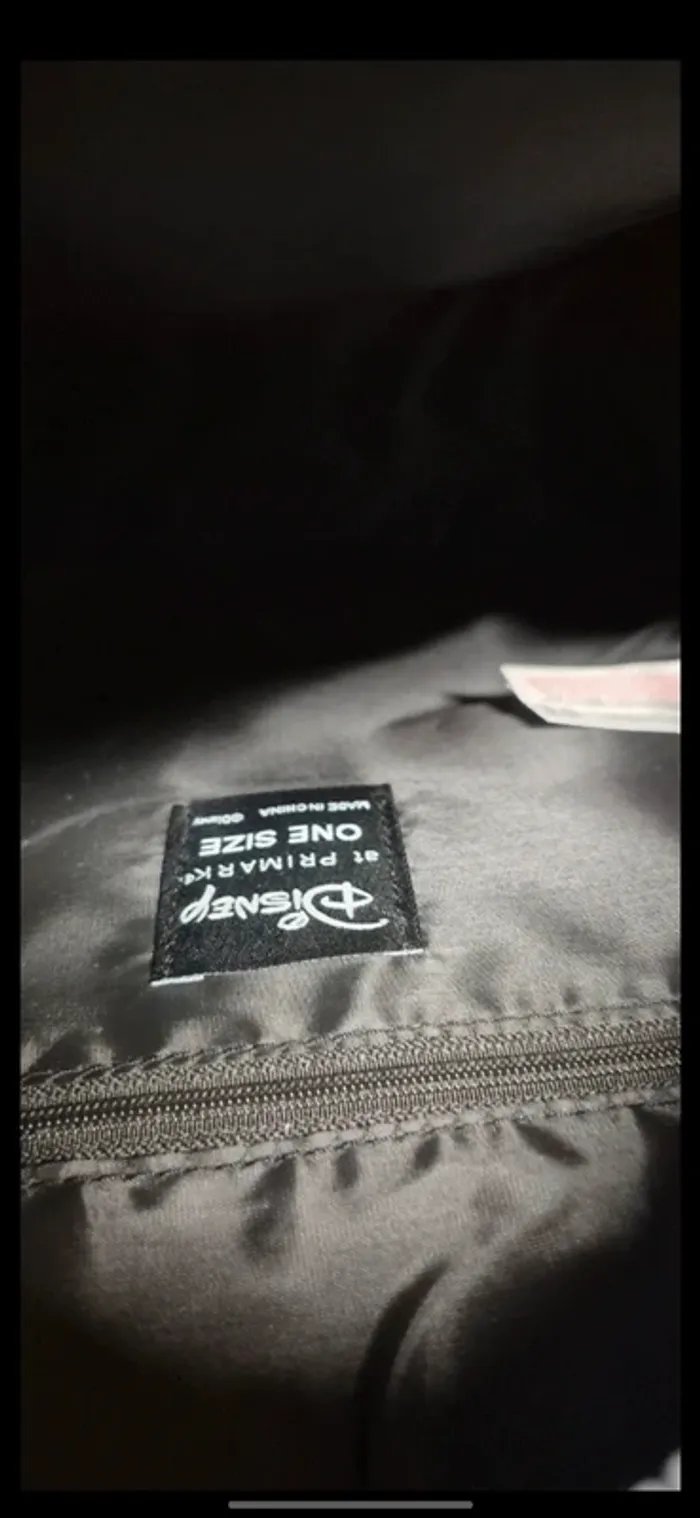 Disney
at PRIMARK
ONE SIZE
MADE IN CHINA ©Disney